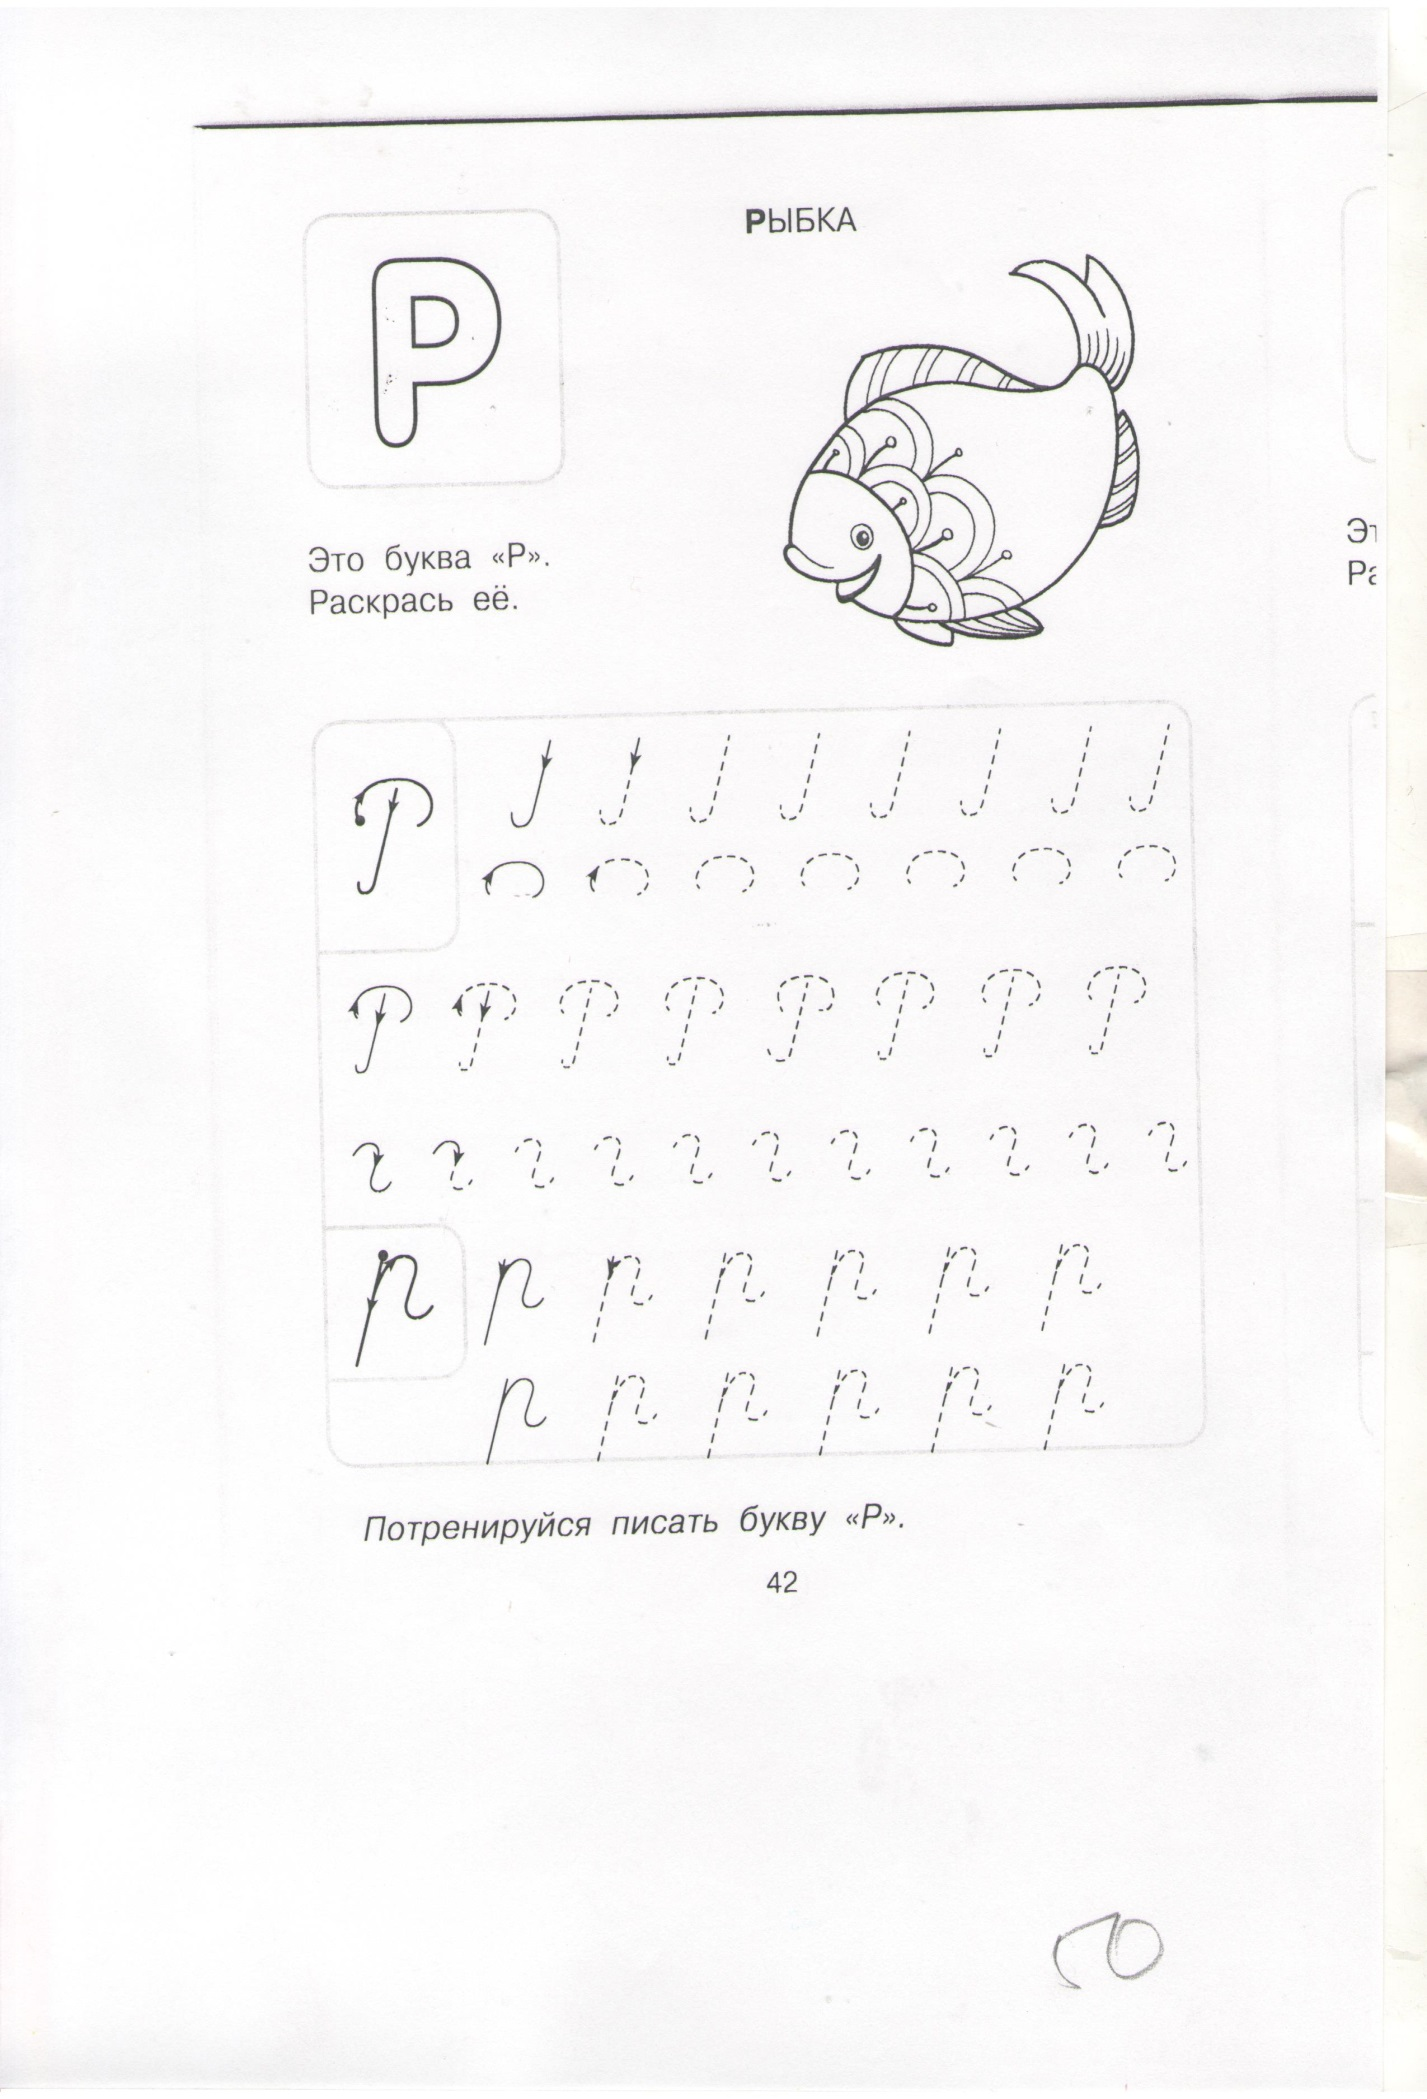 Р
РЫБКА
Это буква «Р».
Раскрась её.
Р
Р Р Р Р Р Р Р Р
р
р р р р р р
р р р р р р
Потренируйся писать букву «Р».
42